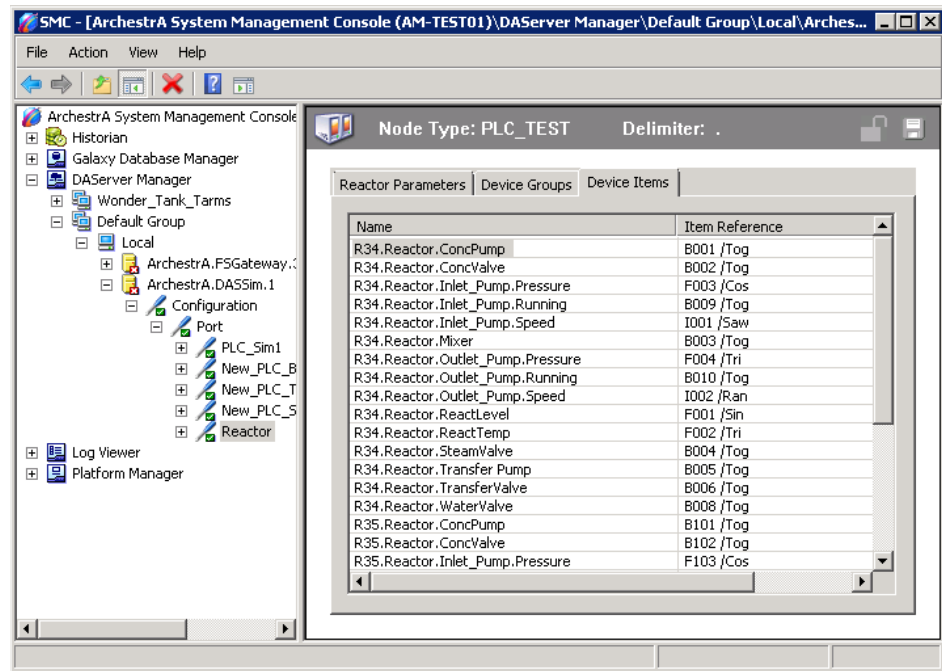 SMC - [ArchestrA System Management Console (AM-TEST01)\DAServer Manager\Default Group\Local\Arches...
File Action View Help
ArchestrA System Management Console
Historian
Galaxy Database Manager
DAServer Manager
Wonder_Tank_Tarms
Default Group
Local
ArchestrA.FSGateway.3
ArchestrA.DASSim.1
Configuration
Port
PLC_Sim1
New_PLC_B
New_PLC_T
New_PLC_S
Reactor
Log Viewer
Platform Manager
Node Type: PLC_TEST Delimiter: .
Reactor Parameters Device Groups Device Items
Name Item Reference
R34.Reactor.ConcPump B001 /Tog
R34.Reactor.ConcValve B002 /Tog
R34.Reactor.Inlet_Pump.Pressure F003 /Cos
R34.Reactor.Inlet_Pump.Running B009 /Tog
R34.Reactor.Inlet_Pump.Speed I001 /Saw
R34.Reactor.Mixer B003 /Tog
R34.Reactor.Outlet_Pump.Pressure F004 /Tri
R34.Reactor.Outlet_Pump.Running B010 /Tog
R34.Reactor.Outlet_Pump.Speed I002 /Ran
R34.Reactor.ReactLevel F001 /Sin
R34.Reactor.ReactTemp F002 /Tri
R34.Reactor.SteamValve B004 /Tog
R34.Reactor.Transfer Pump B005 /Tog
R34.Reactor.TransferValve B006 /Tog
R34.Reactor.WaterValve B008 /Tog
R35.Reactor.ConcPump B101 /Tog
R35.Reactor.ConcValve B102 /Tog
R35.Reactor.Inlet_Pump.Pressure F103 /Cos